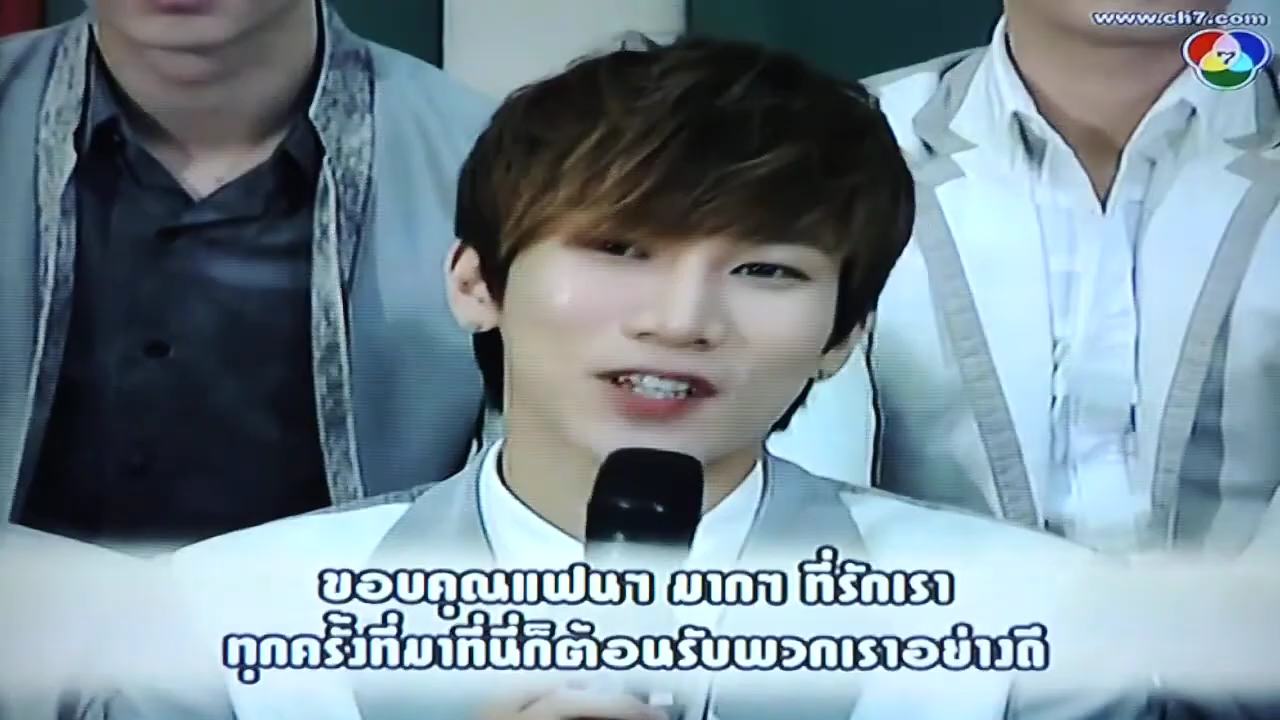 www.ch7.com
7
ขอบคุณแฟนๆ มากๆ ที่รักเรา
ทุกครั้งที่มาที่นี่ก็ต้อนรับพวกเราอย่างดี